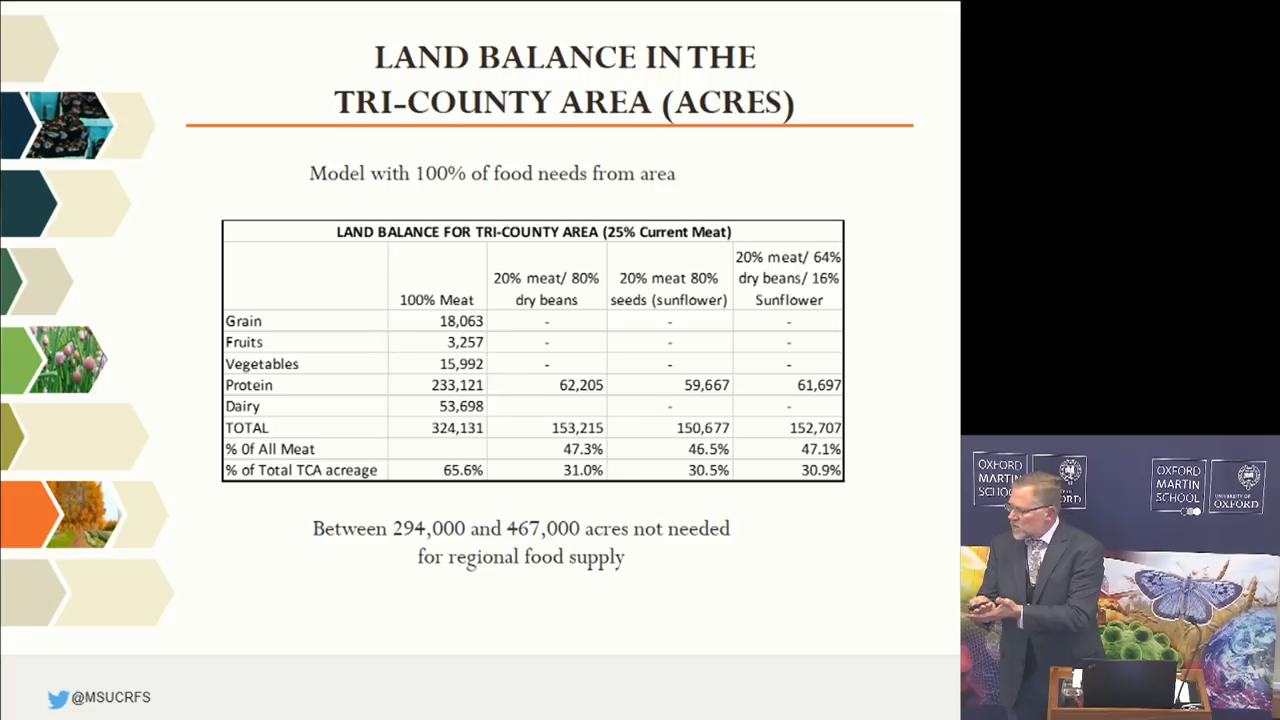 LAND BALANCE IN THE
TRI-COUNTY AREA (ACRES)
Model with 100% of food needs from area
LAND BALANCE FOR TRI-COUNTY AREA (25% Current Meat)
100% Meat 20% meat/ 80% dry beans 20% meat 80% seeds (sunflower) 20% meat/ 64% dry beans/ 16% Sunflower
Grain 18,063 - - -
Fruits 3,257 - - -
Vegetables 15,992 - - -
Protein 233,121 62,205 59,667 61,697
Dairy 53,698 - -
TOTAL 324,131 153,215 150,677 152,707
% 0f All Meat 47.3% 46.5% 47.1%
% of Total TCA acreage 65.6% 31.0% 30.5% 30.9%
Between 294,000 and 467,000 acres not needed
for regional food supply
@MSUCRFS
OXFORD
MARTIN
SCHOOL
UNIVERSITY OF
OXFORD
OXFORD
MARTIN
SCHOOL
UNIVERSITY OF
OXFORD